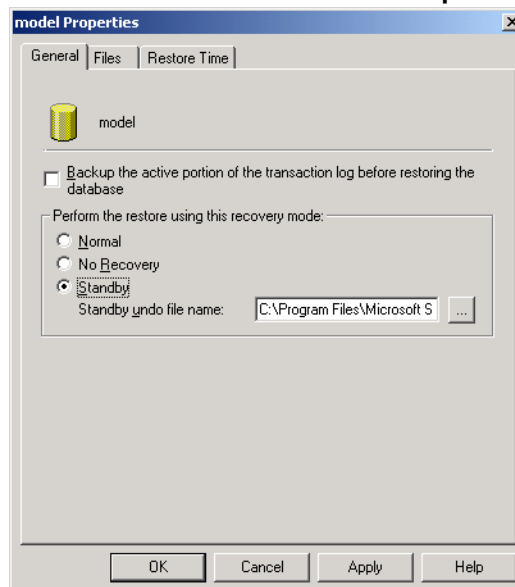 model Properties
General Files Restore Time
model
Backup the active portion of the transaction log before restoring the
database
Perform the restore using this recovery mode:
Normal
No Recovery
Standby
Standby undo file name: C:\Program Files\Microsoft S ...
OK Cancel Apply Help